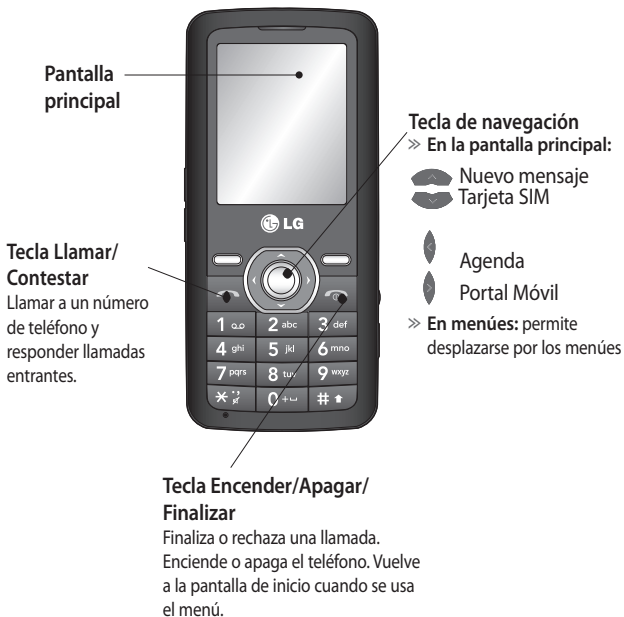 Pantalla
principal
Tecla de navegación
» En la pantalla principal:
Nuevo mensaje
Tarjeta SIM
Agenda
Portal Móvil
» En menúes: permite
desplazarse por los menúes
LG
Tecla Llamar/
Contestar
Llamar a un número
de teléfono y
responder llamadas
entrantes.
1
2 abc 3 def
4 ghi 5 jkl 6 mno
7 pqrs 8 tuv 9 wxyz
* 0 + #
Tecla Encender/Apagar/
Finalizar
Finaliza o rechaza una llamada.
Enciende o apaga el teléfono. Vuelve
a la pantalla de inicio cuando se usa
el menú.